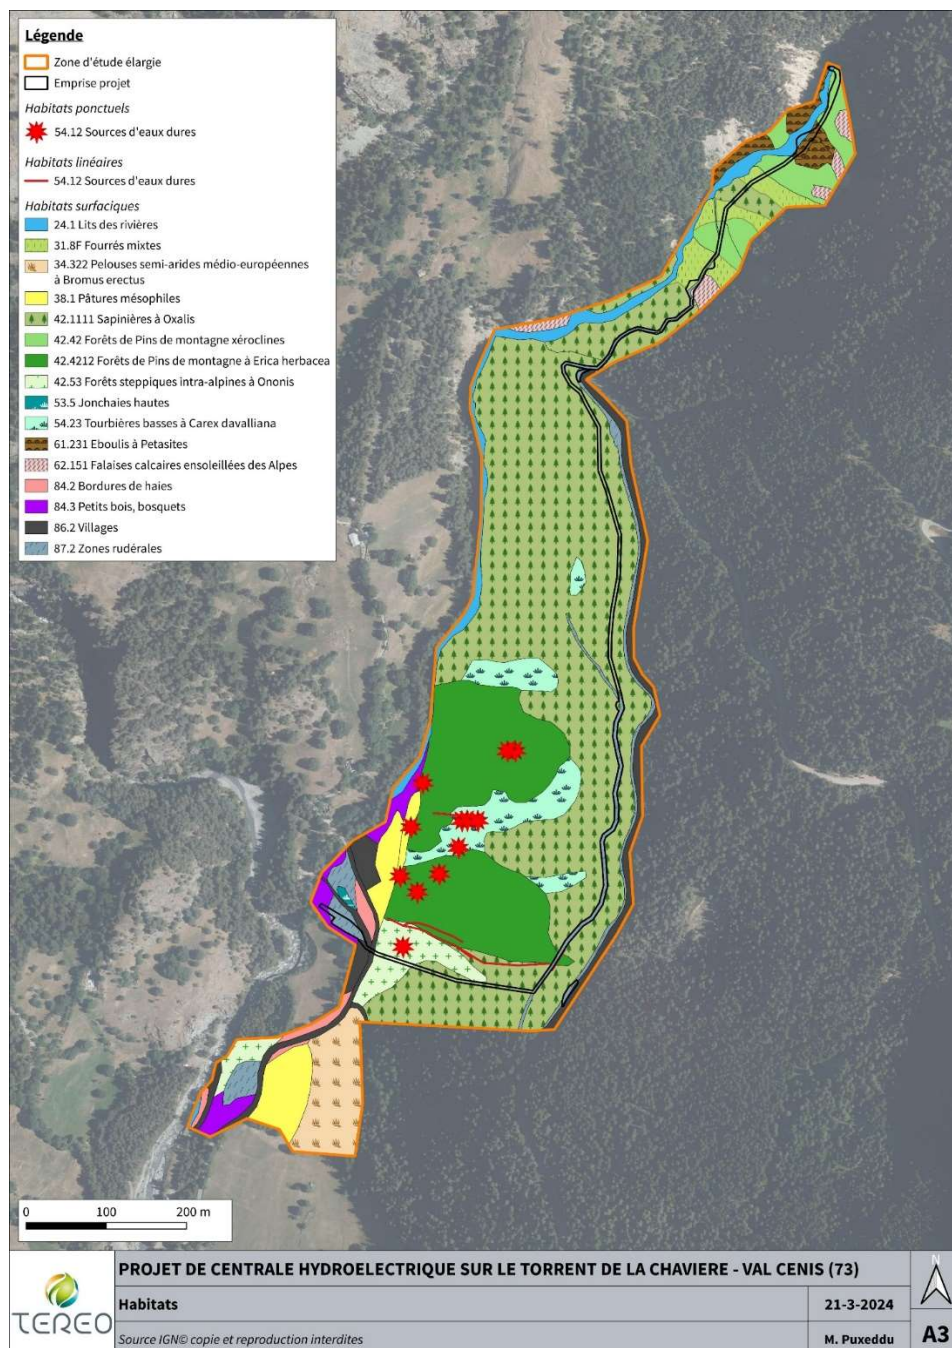 Légende
Zone d'étude élargie
Emprise projet
Habitats ponctuels
54.12 Sources d'eaux dures
Habitats linéaires
54.12 Sources d'eaux dures
Habitats surfaciques
24.1 Lits des rivières
31.8F Fourrés mixtes
34.322 Pelouses semi-arides médio-européennes
à Bromus erectus
38.1 Pâtures mésophiles
42.1111 Sapinières à Oxalis
42.42 Forêts de Pins de montagne xéroclines
42.4212 Forêts de Pins de montagne à Erica herbacea
42.53 Forêts steppiques intra-alpines à Ononis
53.5 Jonchaies hautes
54.23 Tourbières basses à Carex davalliana
61.231 Eboulis à Petasites
62.151 Falaises calcaires ensoleillées des Alpes
84.2 Bordures de haies
84.3 Petits bois, bosquets
86.2 Villages
87.2 Zones rudérales
0 100 200 m
TEREO
PROJET DE CENTRALE HYDROELECTRIQUE SUR LE TORRENT DE LA CHAVIERE - VAL CENIS (73)
Habitats
21-3-2024
Source IGN© copie et reproduction interdites
M. Puxeddu
N
A3